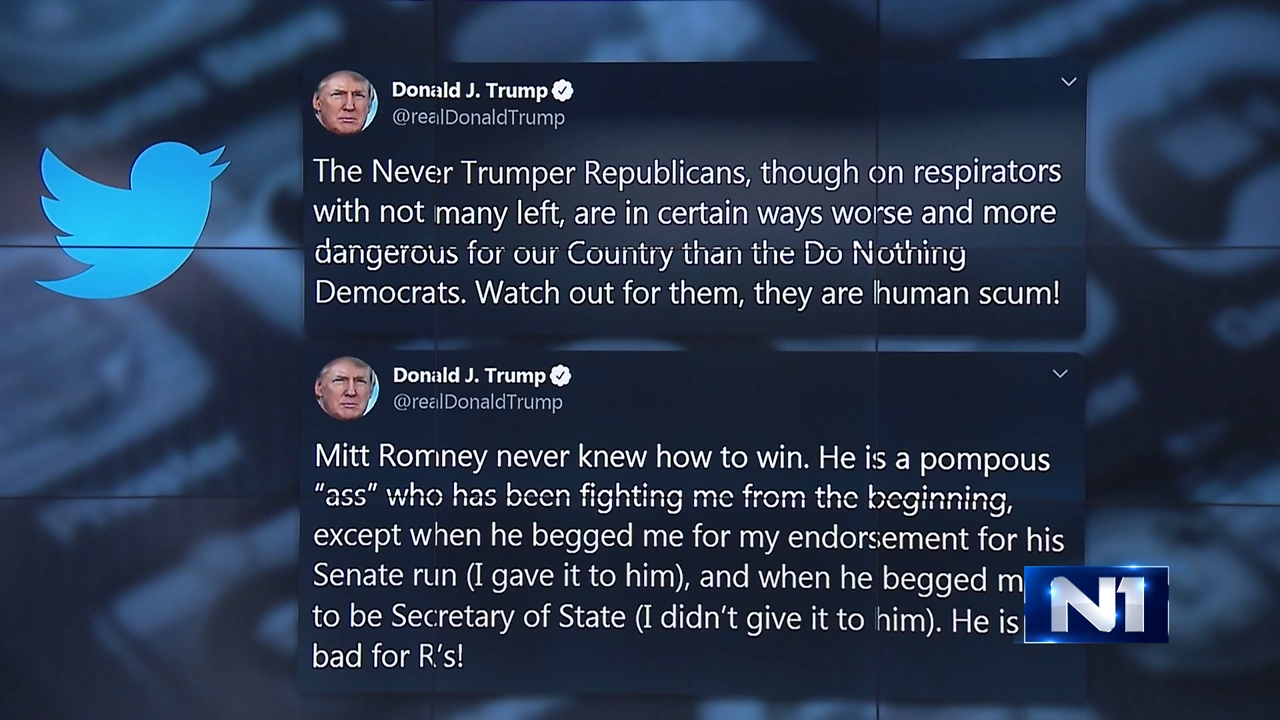 Donald J. Trump
@realDonaldTrump
The Never Trumper Republicans, though on respirators
with not many left, are in certain ways worse and more
dangerous for our Country than the Do Nothing
Democrats. Watch out for them, they are human scum!
Donald J. Trump
@realDonaldTrump
Mitt Romney never knew how to win. He is a pompous
“ass” who has been fighting me from the beginning,
except when he begged me for my endorsement for his
Senate run (I gave it to him), and when he begged m
to be Secretary of State (I didn’t give it to him). He is
bad for R’s!
N1